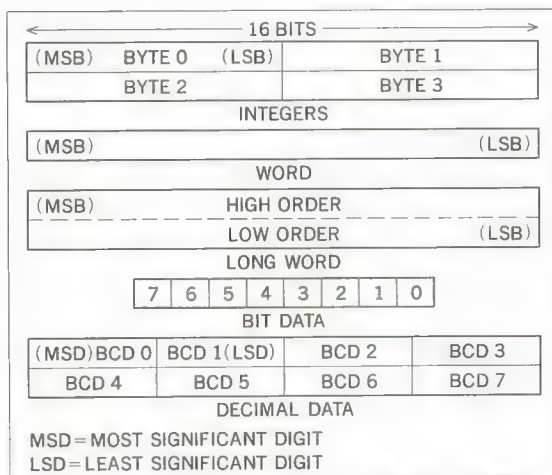 16 BITS
(MSB) BYTE 0 (LSB) BYTE 1
BYTE 2 BYTE 3
INTEGERS
(MSB) (LSB)
WORD
(MSB) HIGH ORDER
LOW ORDER (LSB)
LONG WORD
7 6 5 4 3 2 1 0
BIT DATA
(MSD)BCD 0 BCD 1(LSD) BCD 2 BCD 3
BCD 4 BCD 5 BCD 6 BCD 7
DECIMAL DATA
MSD=MOST SIGNIFICANT DIGIT
LSD=LEAST SIGNIFICANT DIGIT